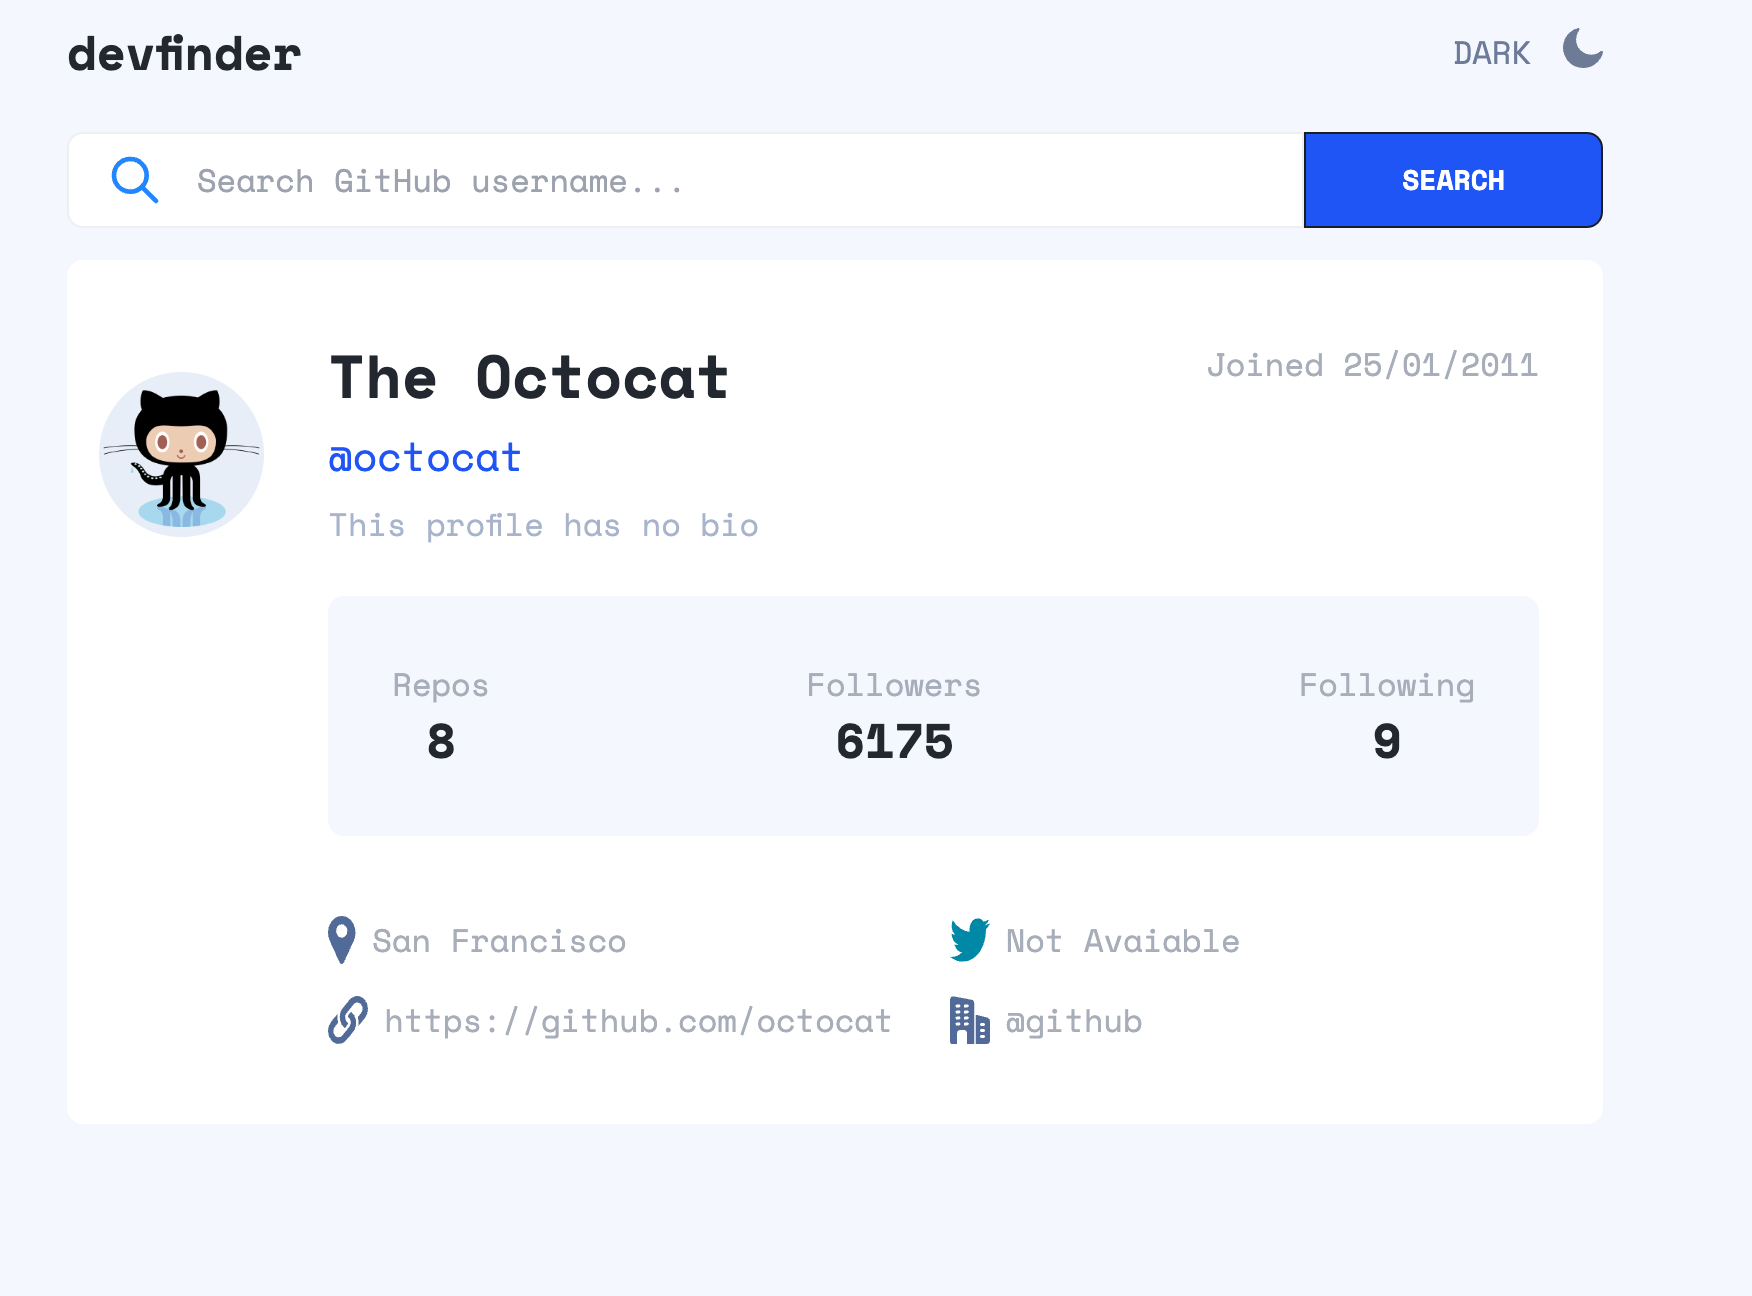 devfinder
DARK
Search GitHub username...
SEARCH
The Octocat
Joined 25/01/2011
@octocat
This profile has no bio
Repos
Followers
Following
8
6175
9
San Francisco
Not Avaiable
https://github.com/octocat
@github